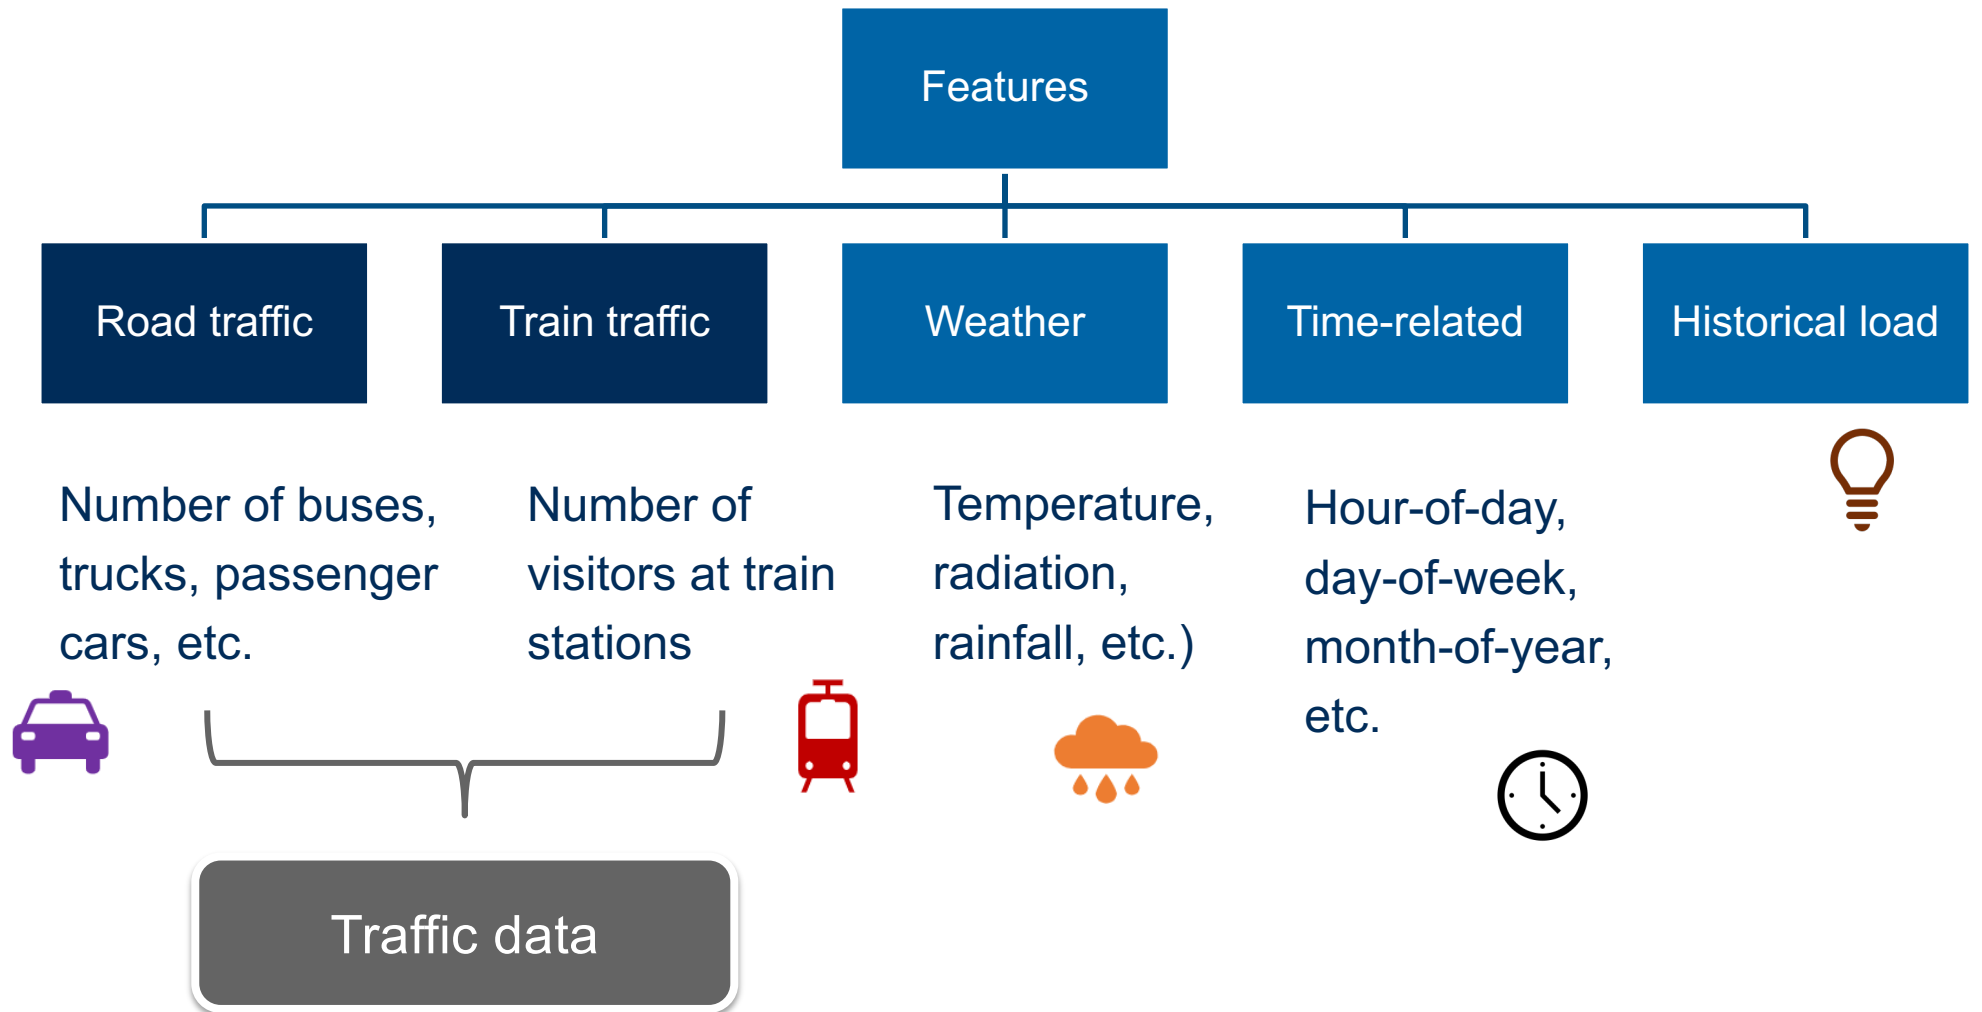 Features
Road traffic
Train traffic
Weather
Time-related
Historical load
Number of buses,
trucks, passenger
cars, etc.
Number of
visitors at train
stations
Temperature,
radiation,
rainfall, etc.)
Hour-of-day,
day-of-week,
month-of-year,
etc.
Traffic data